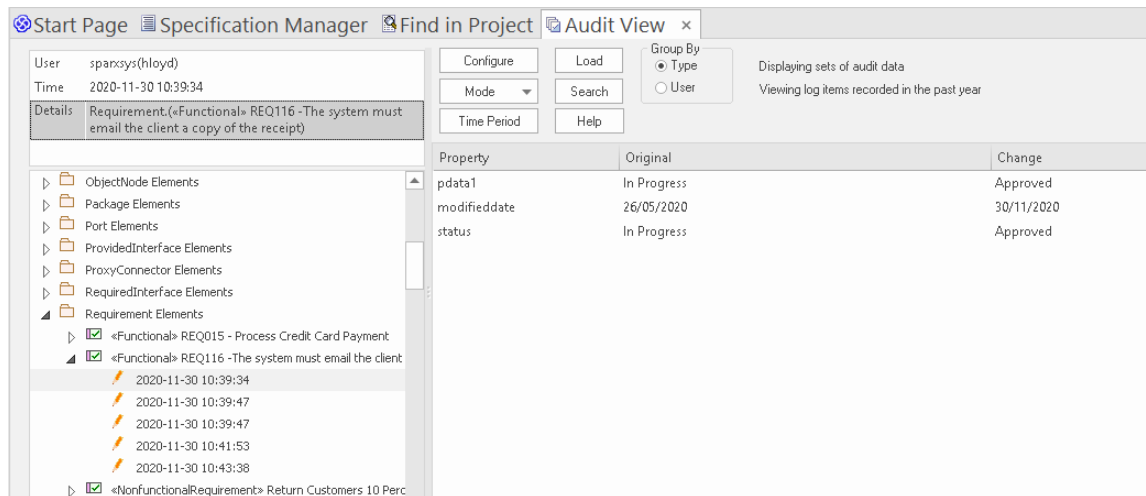 Start Page Specification Manager Find in Project Audit View ×
User sparxsys(hloyd)
Time 2020-11-30 10:39:34
Details Requirement.(«Functional» REQ116 -The system must
email the client a copy of the receipt)
Configure Load
Mode Search
Time Period Help
Group By
Type
User
Displaying sets of audit data
Viewing log items recorded in the past year
ObjectNode Elements
Package Elements
Port Elements
ProvidedInterface Elements
ProxyConnector Elements
RequiredInterface Elements
Requirement Elements
«Functional» REQ015 - Process Credit Card Payment
«Functional» REQ116 -The system must email the client
2020-11-30 10:39:34
2020-11-30 10:39:47
2020-11-30 10:39:47
2020-11-30 10:41:53
2020-11-30 10:43:38
«NonfunctionalRequirement» Return Customers 10 Perc
Property Original Change
pdata1 In Progress Approved
modifieddate 26/05/2020 30/11/2020
status In Progress Approved